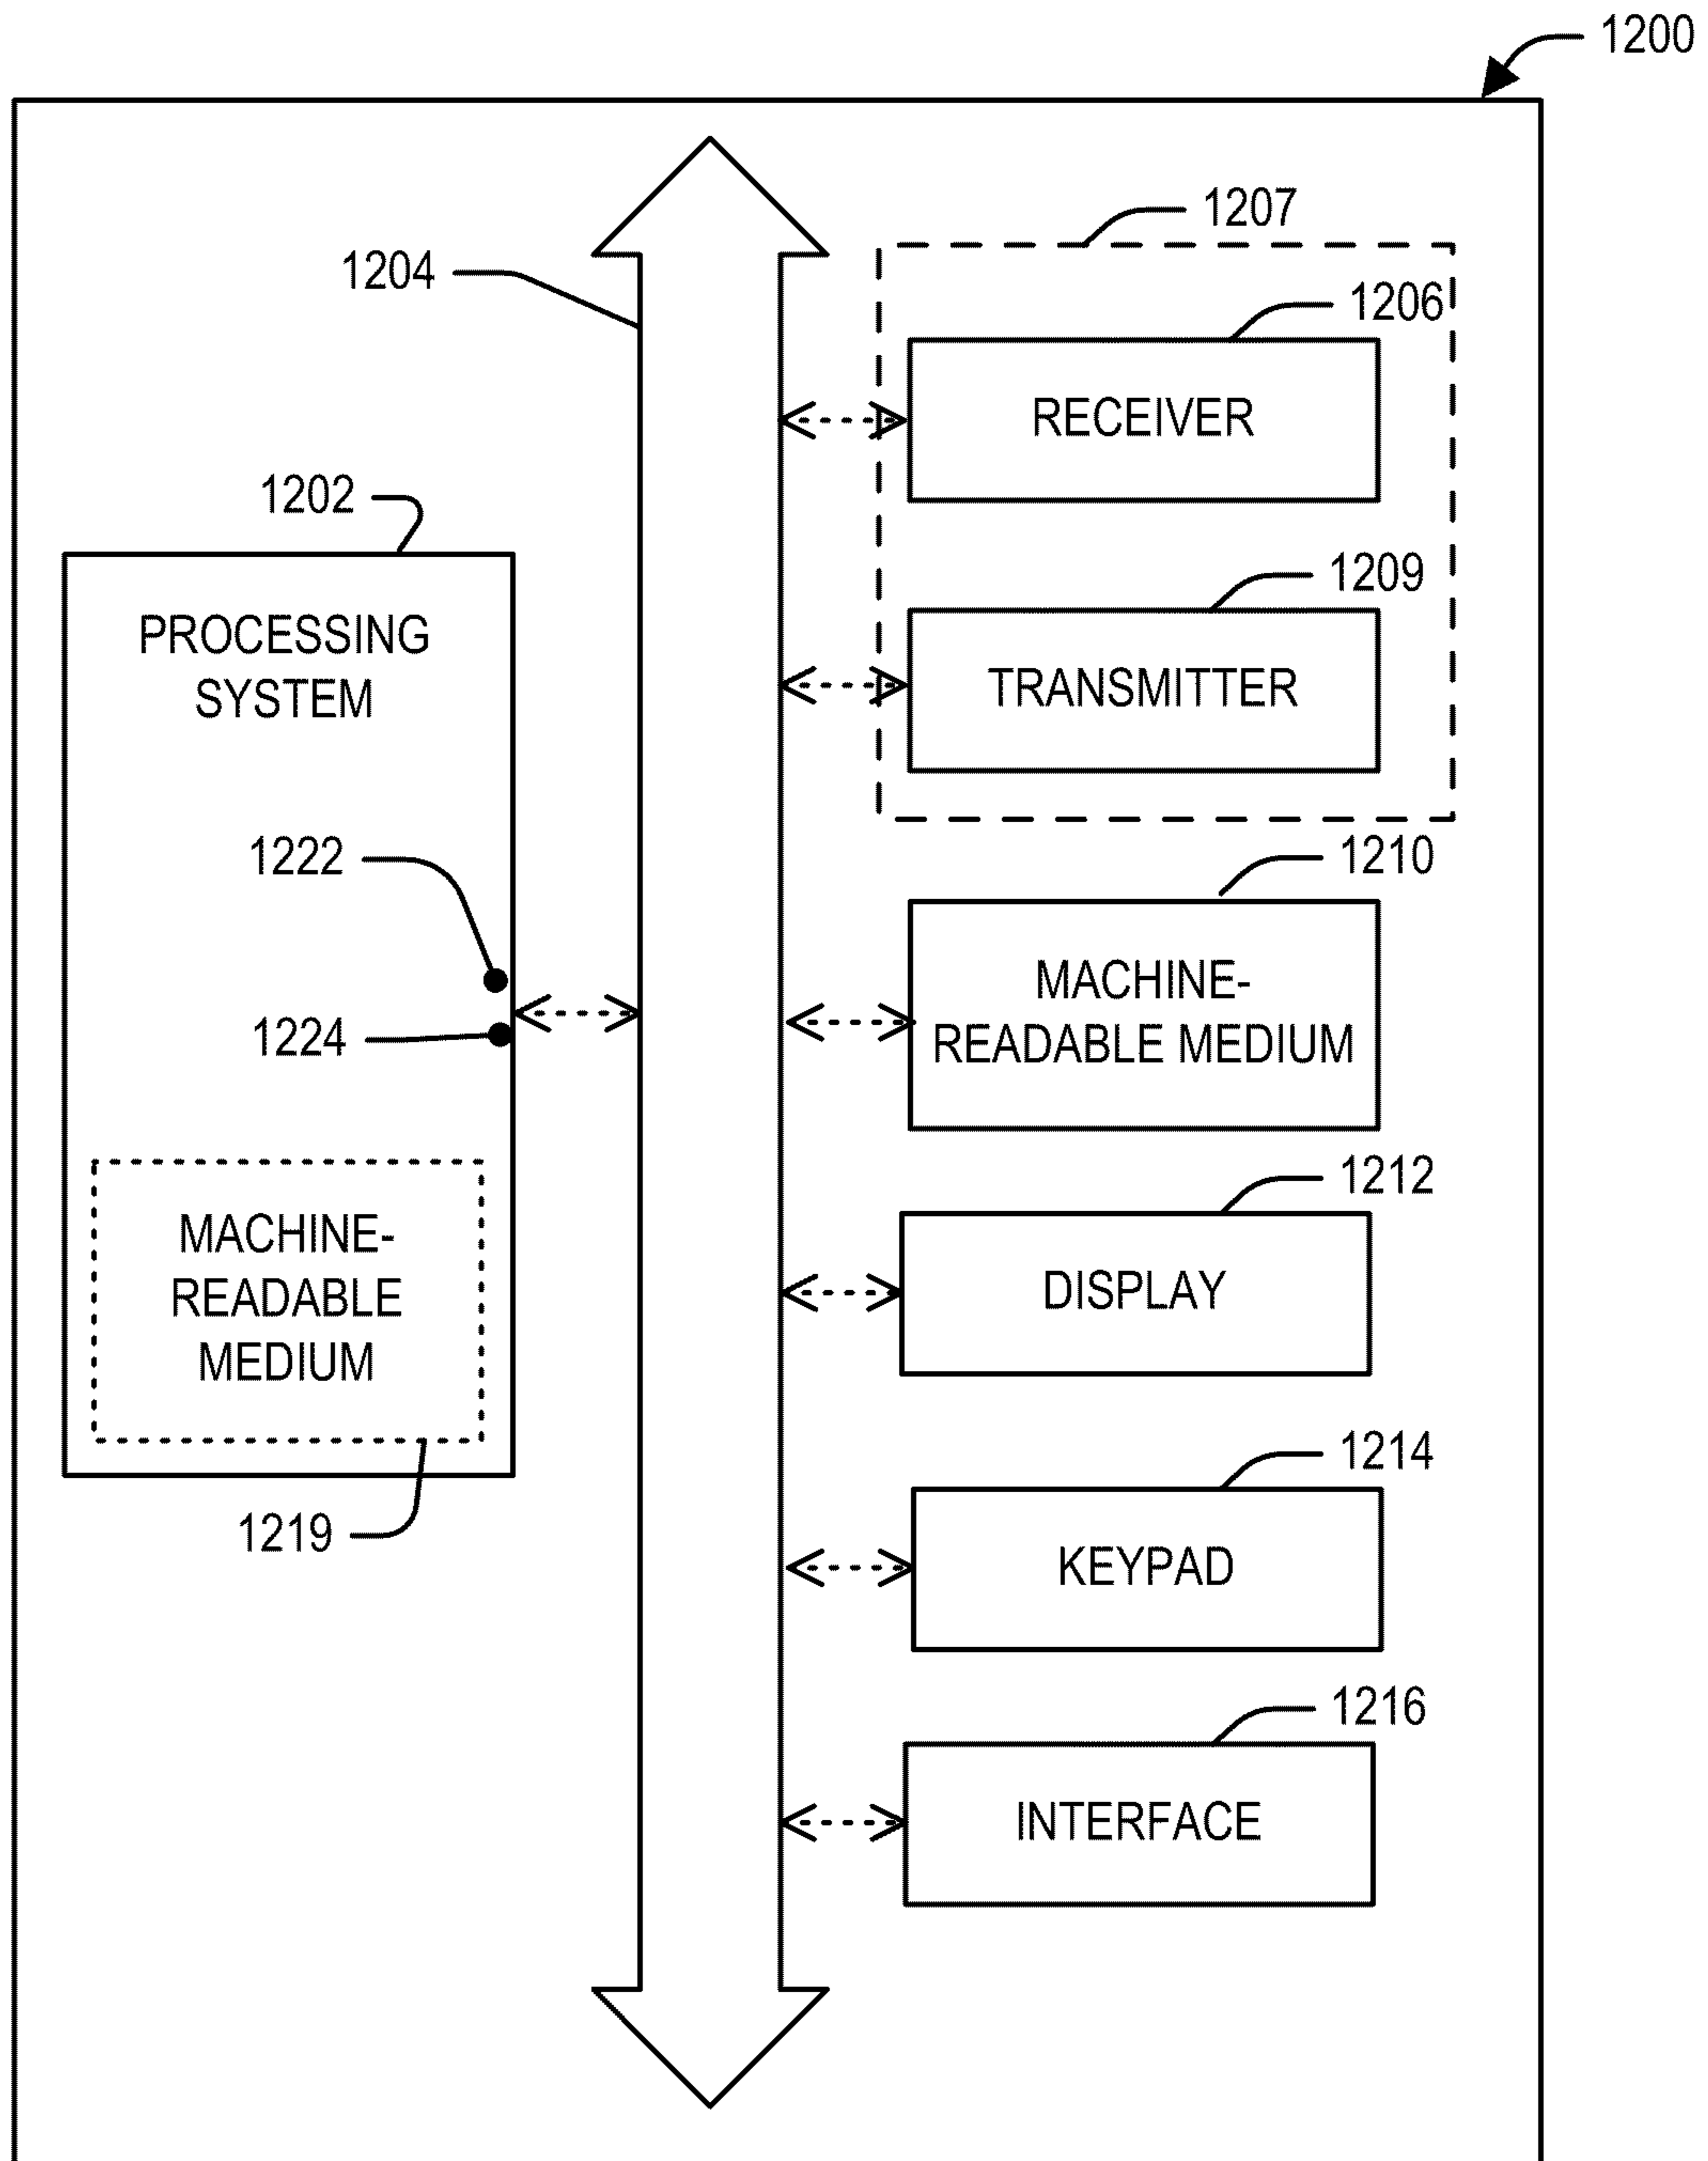 1200
1207
1204
1206
RECEIVER
1202
1209
PROCESSING
SYSTEM
TRANSMITTER
1222
1210
MACHINE-
READABLE MEDIUM
1224
1212
MACHINE-
READABLE
MEDIUM
DISPLAY
1214
1219
KEYPAD
1216
INTERFACE